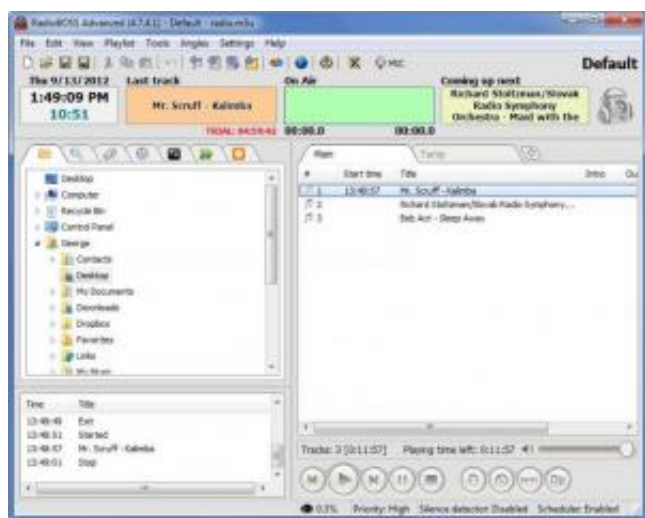 RadioBOSS Advanced (4.7.4.1) - Default - radio.m3u
File Edit View Playlist Tools Jingles Settings Help
MIC
Default
Thu 9/13/2012
Last track
On Air
Coming up next
1:49:09 PM
10:51
Mr. Scruff - Kalimba
Richard Stoltzman/Slovak
Radio Symphony
Orchestra - Maid with the
00:00.0
00:00.0
Main
Temp
# Start time Title Intro
1 13:48:57 Mr. Scruff - Kalimba
2 Richard Stoltzman/Slovak Radio Symphony...
3 Bob Acri - Sleep Away
Desktop
Computer
Recycle Bin
Control Panel
George
Contacts
Desktop
My Documents
Downloads
Dropbox
Favorites
Links
My Music
Time Title
13:48:49 Exit
13:48:51 Started
13:48:57 Mr. Scruff - Kalimba
13:49:01 Stop
Tracks: 3 [0:11:57] Playing time left: 0:11:57
0.3% Priority: High Silence detector: Disabled Scheduler: Enabled